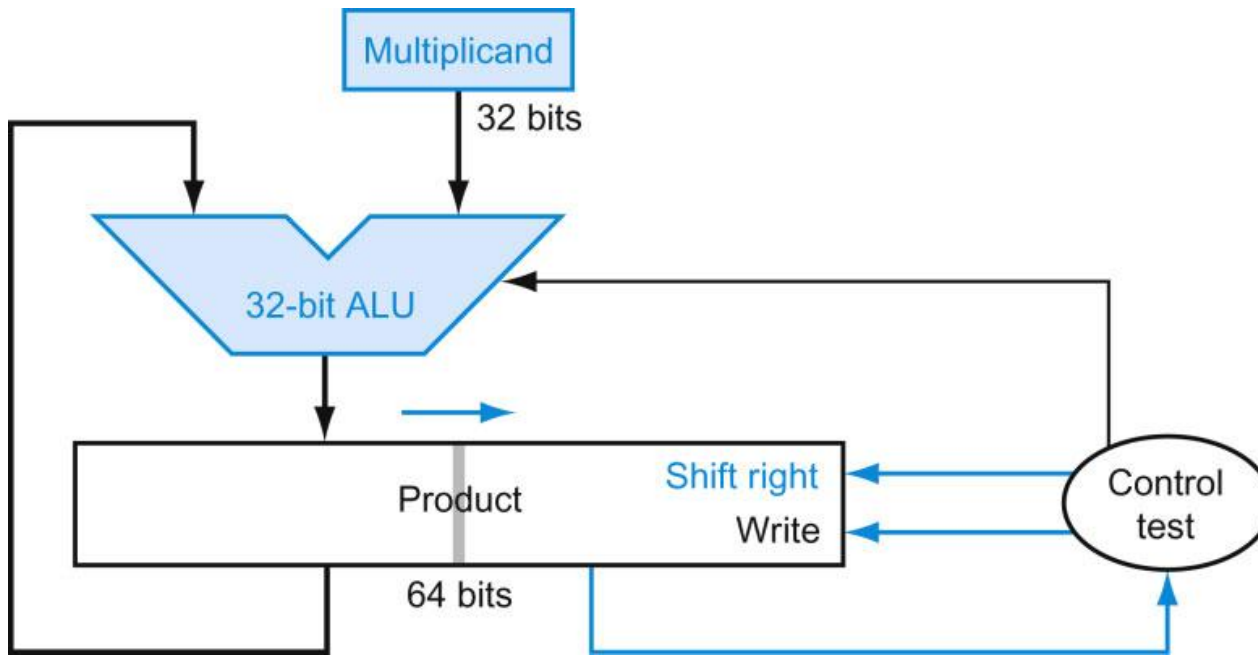 Multiplicand
32 bits
32-bit ALU
Shift right
Product
Write
64 bits
Control
test